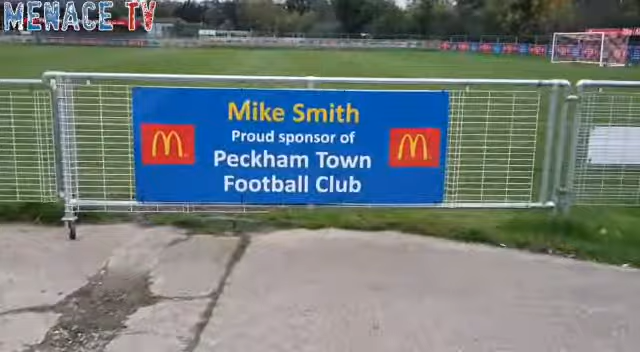 MENACE TV
Mike Smith
Proud sponsor of
Peckham Town
Football Club